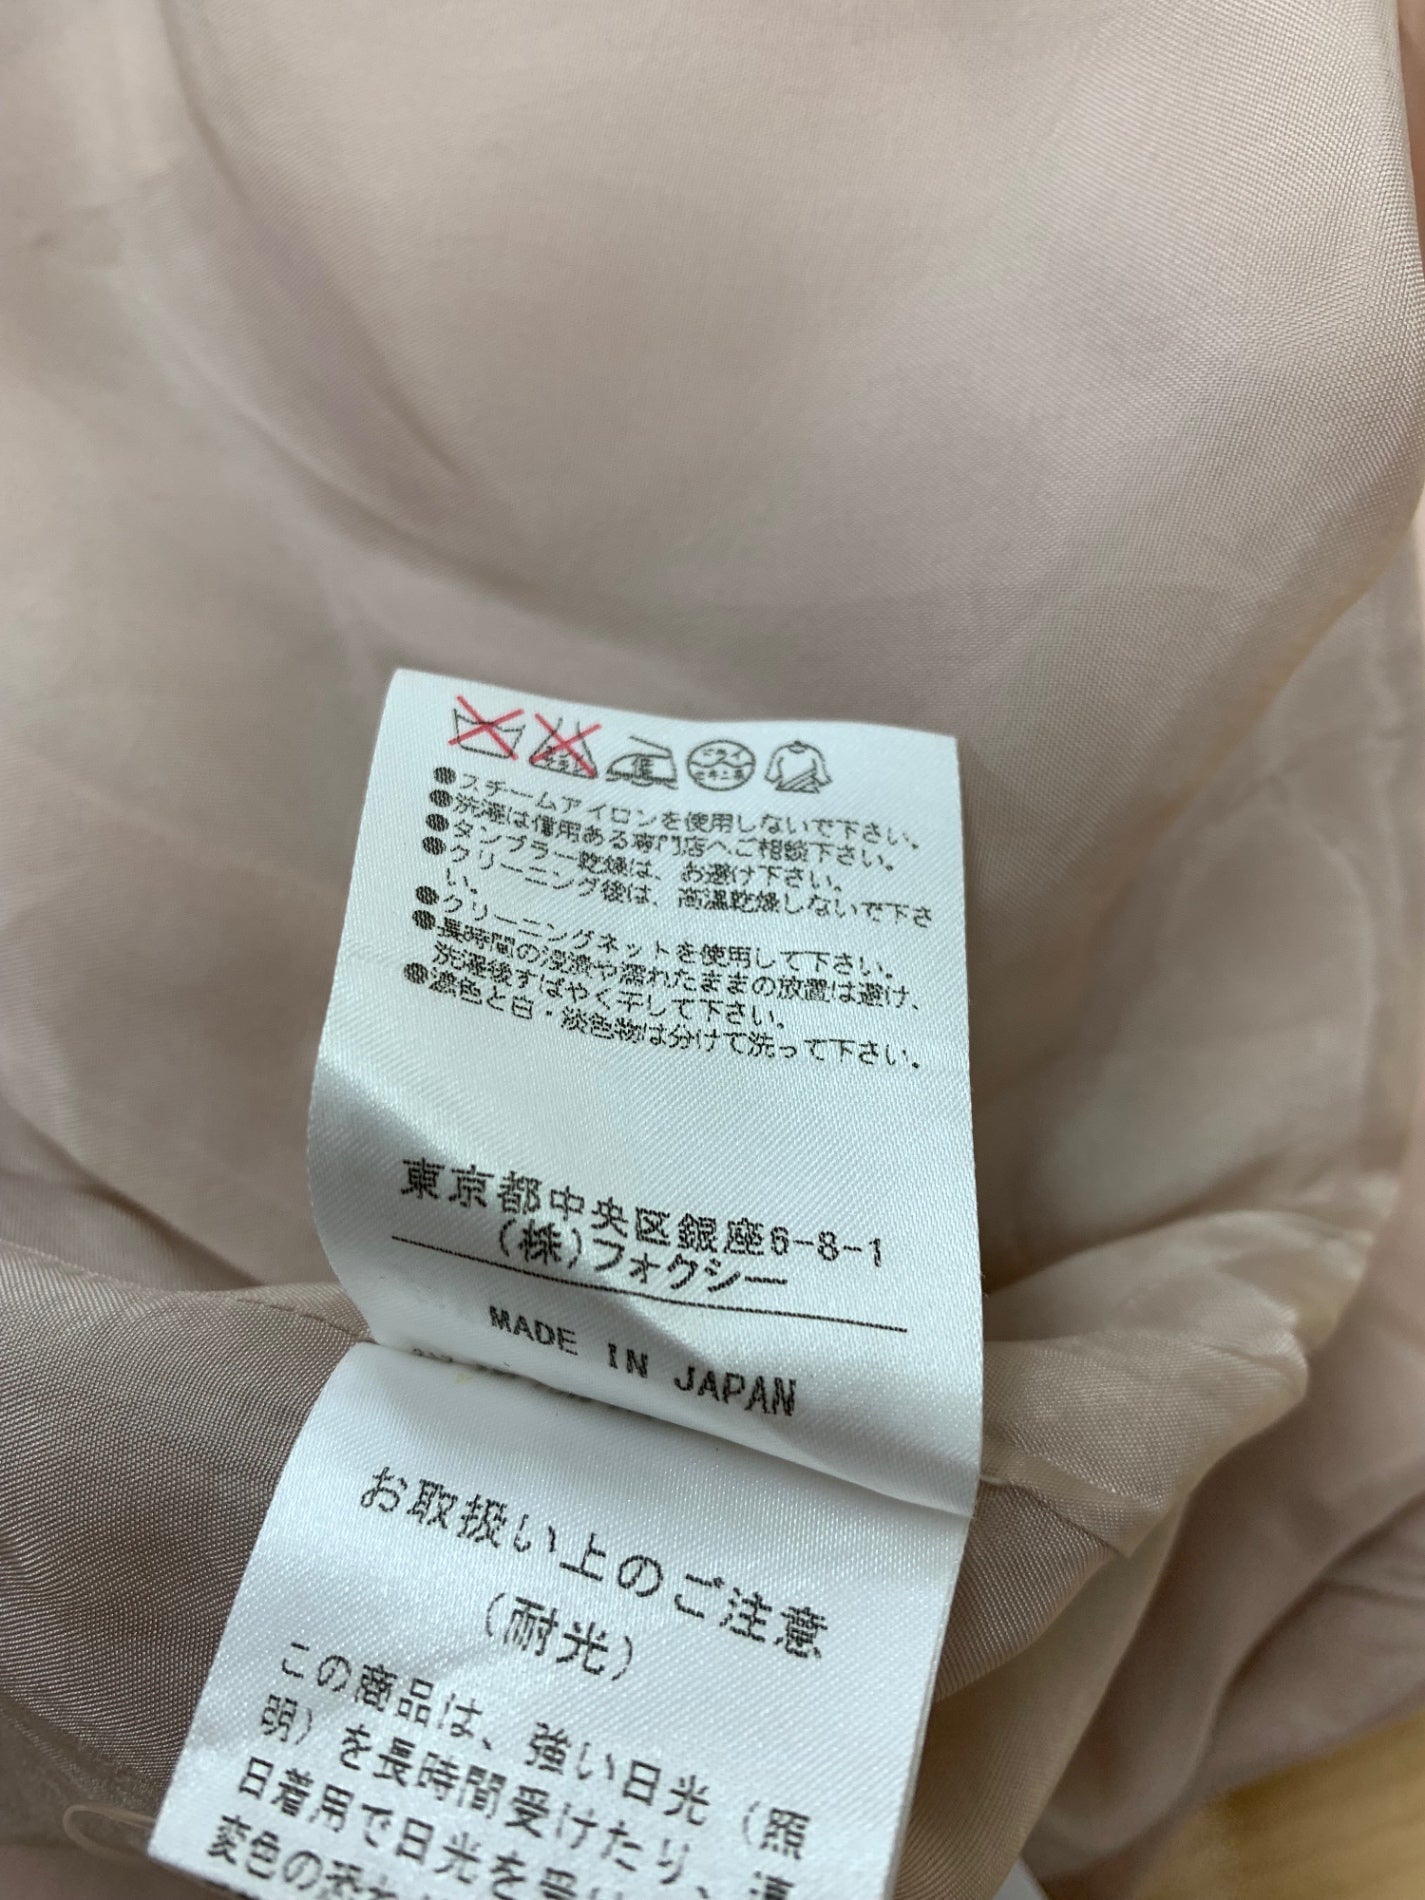 ●スチームアイロンを使用しないで下さい。
●洗濯は信用ある専門店へご相談下さい。
●タンブラー乾燥は、お避け下さい。
●クリーニング後は、高温乾燥しないで下さ
い。
●クリーニングネットを使用して下さい。
●長時間の浸漬や濡れたままの放置は避け、
洗濯後すばやく干して下さい。
●濃色と白・淡色物は分けて洗って下さい。
東京都中央区銀座6-8-1
(株)フォクシー
MADE IN JAPAN
お取扱い上のご注意
(耐光)
この商品は、強い日光(照
明)を長時間受けたり、
日着用で日光を
変色の恐れ